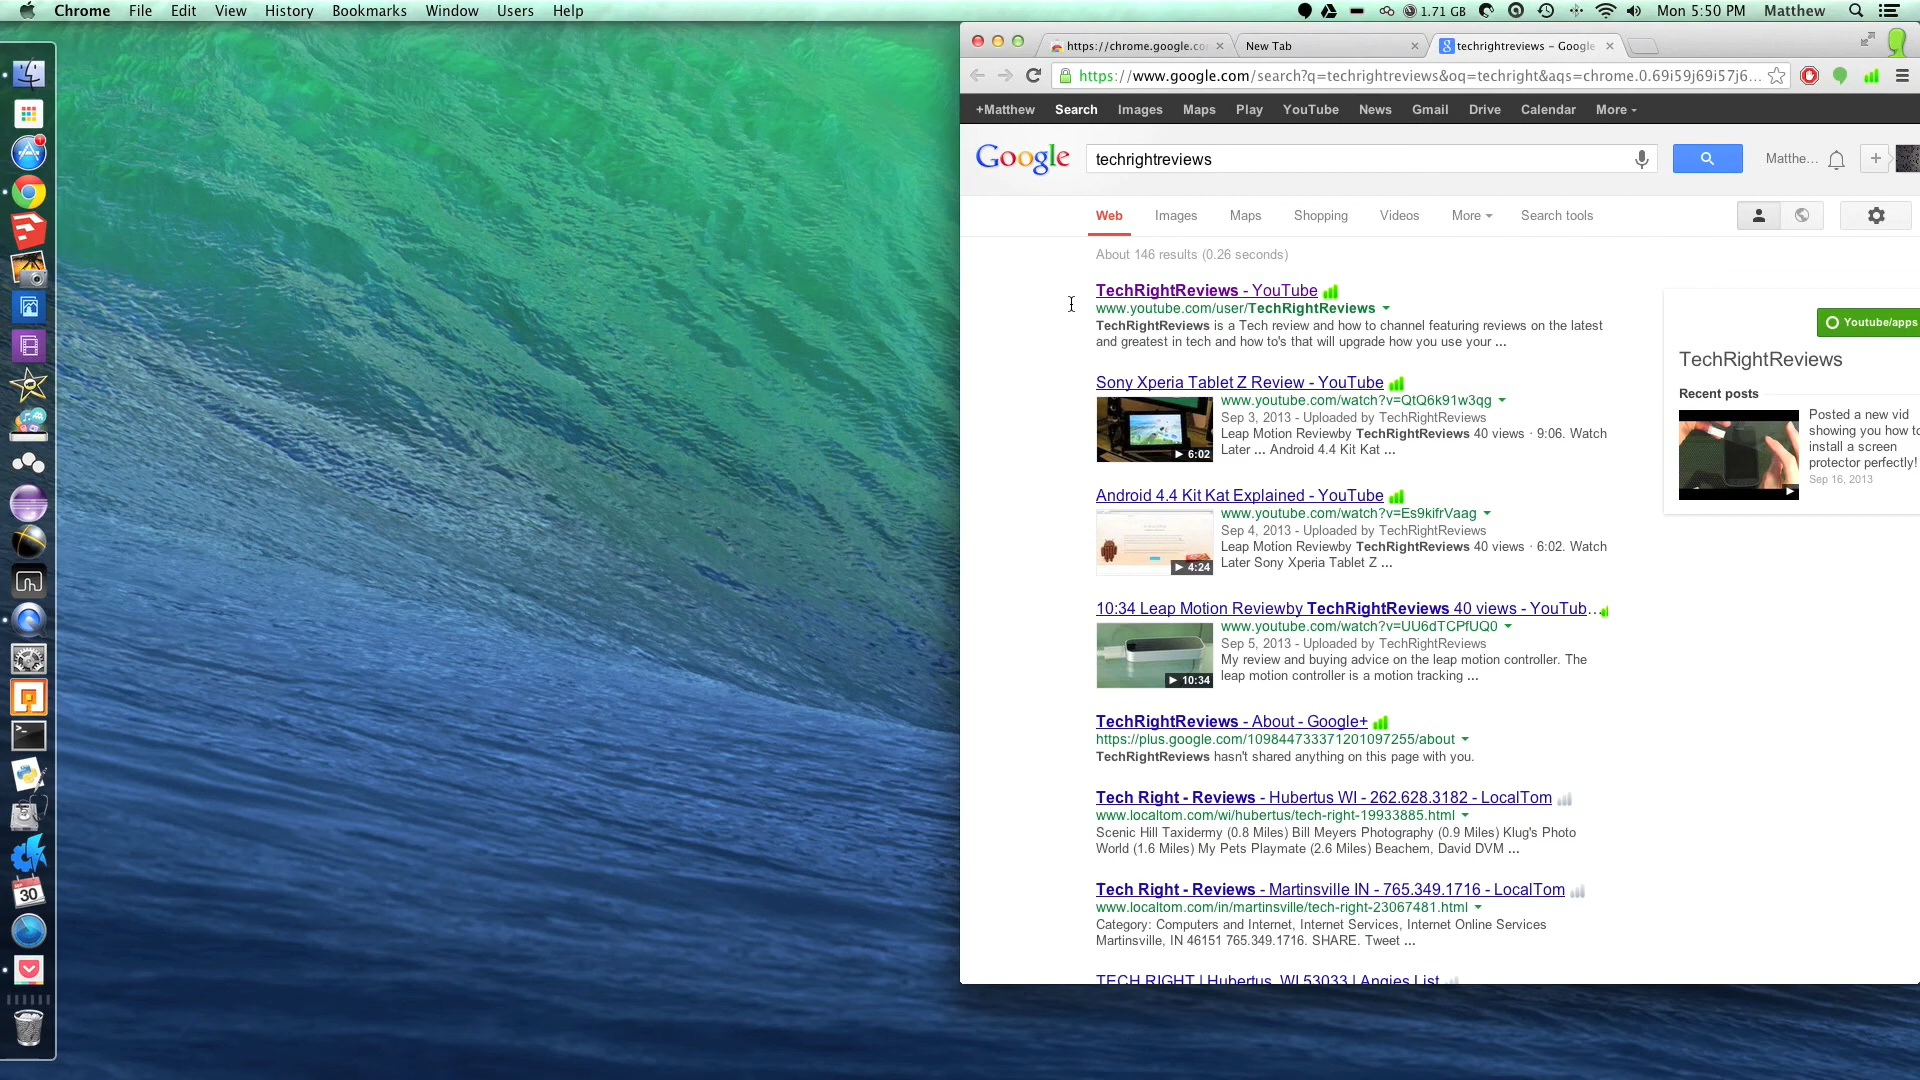 Chrome File Edit View History Bookmarks Window Users Help 1.71 GB Mon 5:50 PM Matthew
https://chrome.google.co New Tab techrightreviews - Google
https://www.google.com/search?q=techrightreviews&oq=techright&aqs=chrome.0.69i59j69i57j6...
+Matthew Search Images Maps Play YouTube News Gmail Drive Calendar More
Google techrightreviews Matthe...
Web Images Maps Shopping Videos More Search tools
About 146 results (0.26 seconds)
TechRightReviews - YouTube
www.youtube.com/user/TechRightReviews
TechRightReviews is a Tech review and how to channel featuring reviews on the latest
and greatest in tech and how to's that will upgrade how you use your ...
Sony Xperia Tablet Z Review - YouTube
www.youtube.com/watch?v=QtQ6k91w3qg
Sep 3, 2013 - Uploaded by TechRightReviews
Leap Motion Reviewby TechRightReviews 40 views · 9:06. Watch
Later ... Android 4.4 Kit Kat ...
6:02
Android 4.4 Kit Kat Explained - YouTube
www.youtube.com/watch?v=Es9kifrVaag
Sep 4, 2013 - Uploaded by TechRightReviews
Leap Motion Reviewby TechRightReviews 40 views · 6:02. Watch
Later Sony Xperia Tablet Z ...
4:24
10:34 Leap Motion Reviewby TechRightReviews 40 views - YouTub...
www.youtube.com/watch?v=UU6dTCPfUQ0
Sep 5, 2013 - Uploaded by TechRightReviews
My review and buying advice on the leap motion controller. The
leap motion controller is a motion tracking ...
10:34
TechRightReviews - About - Google+
https://plus.google.com/109844733371201097255/about
TechRightReviews hasn't shared anything on this page with you.
Tech Right - Reviews - Hubertus WI - 262.628.3182 - LocalTom
www.localtom.com/wi/hubertus/tech-right-19933885.html
Scenic Hill Taxidermy (0.8 Miles) Bill Meyers Photography (0.9 Miles) Klug's Photo
World (1.6 Miles) My Pets Playmate (2.6 Miles) Beachem, David DVM ...
Tech Right - Reviews - Martinsville IN - 765.349.1716 - LocalTom
www.localtom.com/in/martinsville/tech-right-23067481.html
Category: Computers and Internet, Internet Services, Internet Online Services
Martinsville, IN 46151 765.349.1716. SHARE. Tweet ...
TECH RIGHT | Hubertus, WI 53033 | Angies List
Youtube/apps
TechRightReviews
Recent posts
Posted a new vid
showing you how to
install a screen
protector perfectly!
Sep 16, 2013
30